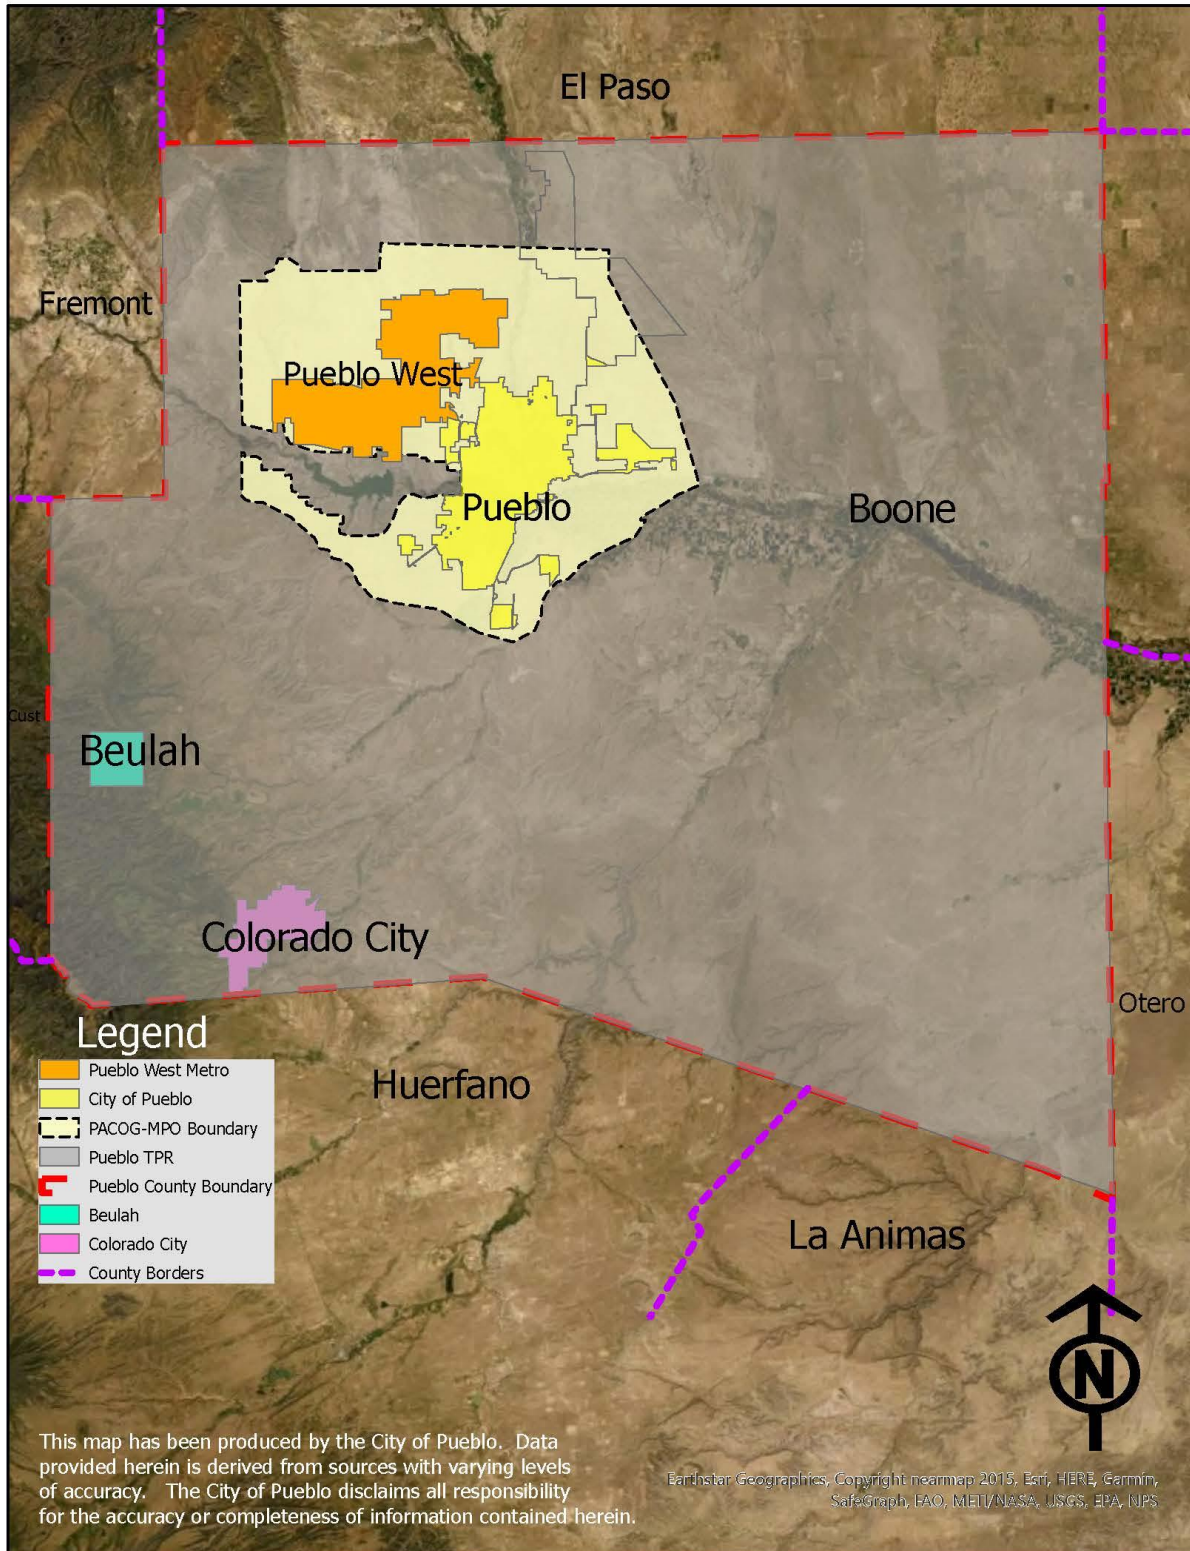 El Paso
Fremont
Pueblo West
Pueblo
Boone
Cust
Beulah
Colorado City
Otero
Legend
Pueblo West Metro
City of Pueblo
PACOG-MPO Boundary
Pueblo TPR
Pueblo County Boundary
Beulah
Colorado City
County Borders
Huerfano
La Animas
N
This map has been produced by the City of Pueblo. Data
provided herein is derived from sources with varying levels
of accuracy. The City of Pueblo disclaims all responsibility
for the accuracy or completeness of information contained herein.
Earthstar Geographics, Copyright nearmap 2015, Esri, HERE, Garmin,
SafeGraph, FAO, METI/NASA, USGS, EPA, NPS